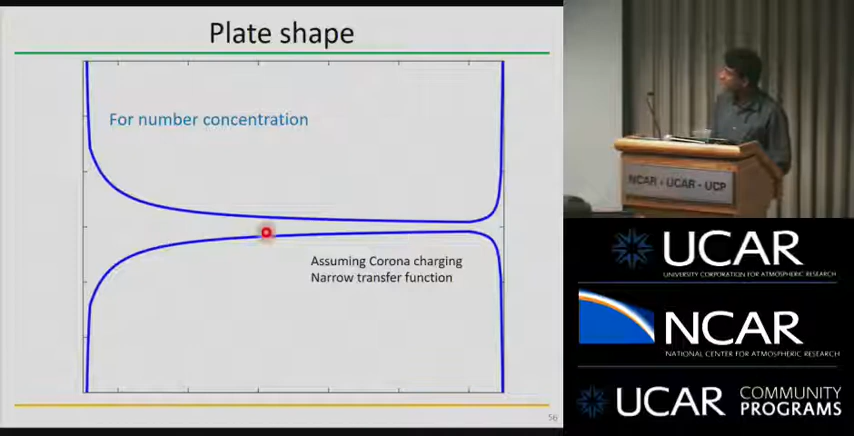 Plate shape
For number concentration
Assuming Corona charging
Narrow transfer function
56
NCAR - UCAR - UCP
UCAR
UNIVERSITY CORPORATION FOR ATMOSPHERIC RESEARCH
NCAR
NATIONAL CENTER FOR ATMOSPHERIC RESEARCH
UCAR
COMMUNITY
PROGRAMS